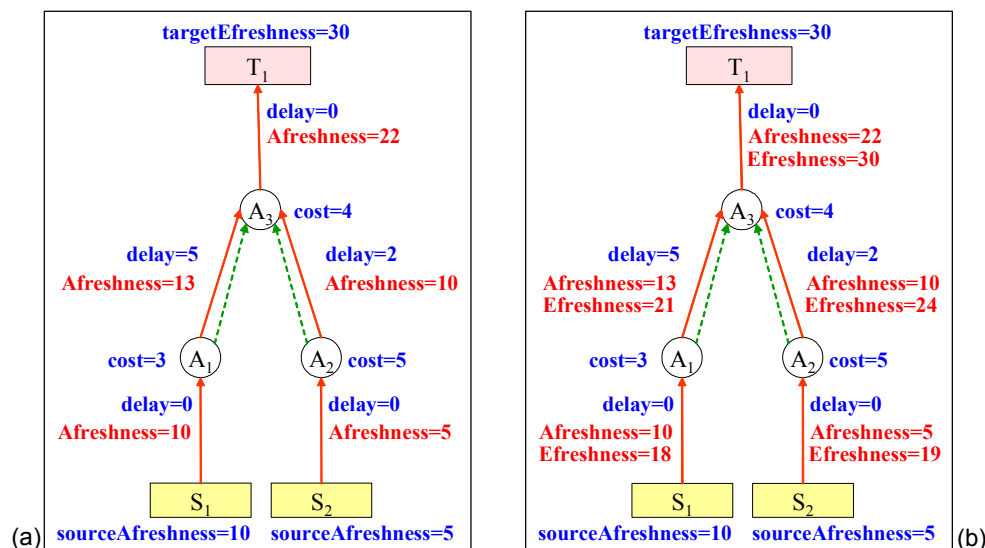 targetEfreshness=30
T1
delay=0
Afreshness=22
A3
cost=4
delay=5
Afreshness=13
delay=2
Afreshness=10
cost=3
A1
A2
cost=5
delay=0
Afreshness=10
delay=0
Afreshness=5
S1
S2
(a)
sourceAfreshness=10
sourceAfreshness=5
targetEfreshness=30
T1
delay=0
Afreshness=22
Efreshness=30
A3
cost=4
delay=5
Afreshness=13
Efreshness=21
delay=2
Afreshness=10
Efreshness=24
cost=3
A1
A2
cost=5
delay=0
Afreshness=10
Efreshness=18
delay=0
Afreshness=5
Efreshness=19
S1
S2
sourceAfreshness=10
sourceAfreshness=5
(b)